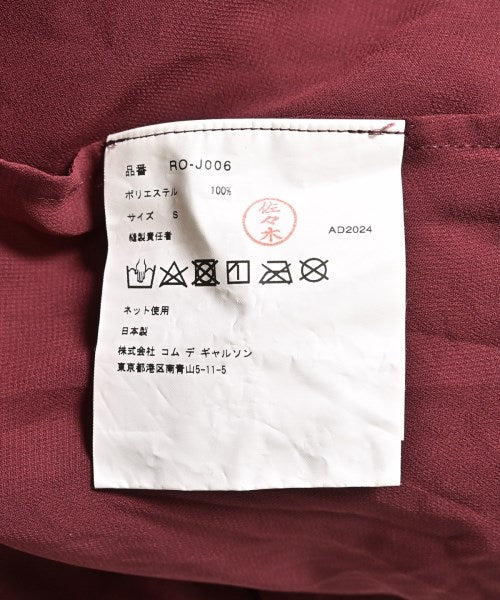 品番 RO-J006
ポリエステル 100%
サイズ S
縫製責任者
佐々木
AD2024
ネット使用
日本製
株式会社 コム デ ギャルソン
東京都港区南青山5-11-5